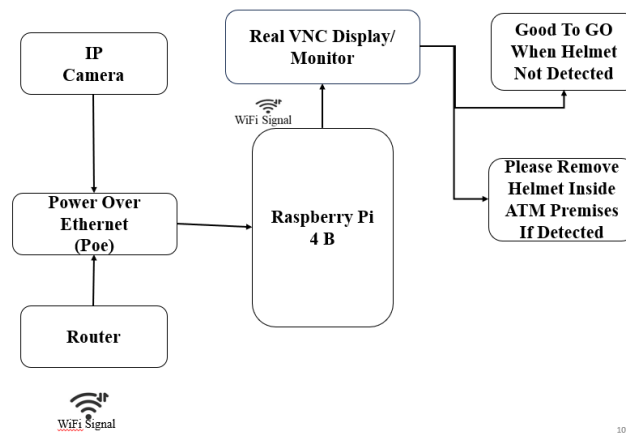 IP
Camera
Real VNC Display/
Monitor
Good To GO
When Helmet
Not Detected
WiFi Signal
Power Over
Ethernet
(Poe)
Raspberry Pi
4 B
Please Remove
Helmet Inside
ATM Premises
If Detected
Router
WiFi Signal
10